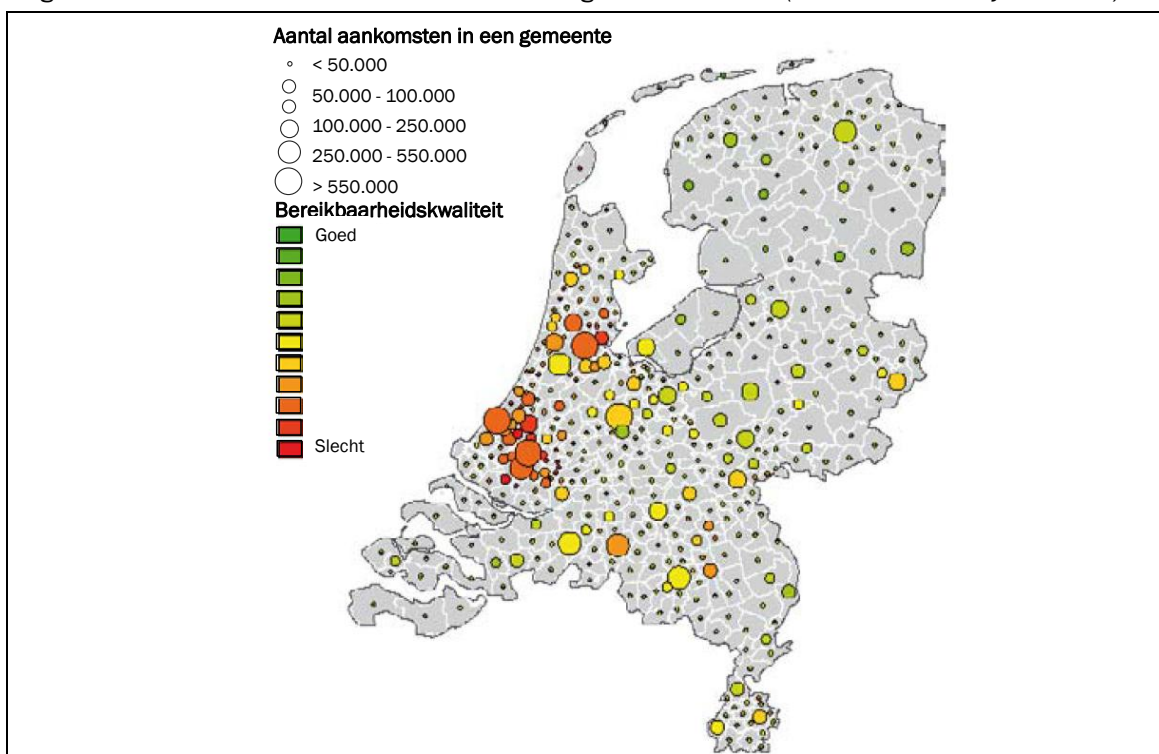 Aantal aankomsten in een gemeente
< 50.000
50.000 - 100.000
100.000 - 250.000
250.000 - 550.000
> 550.000
Bereikbaarheidskwaliteit
Goed
Slecht